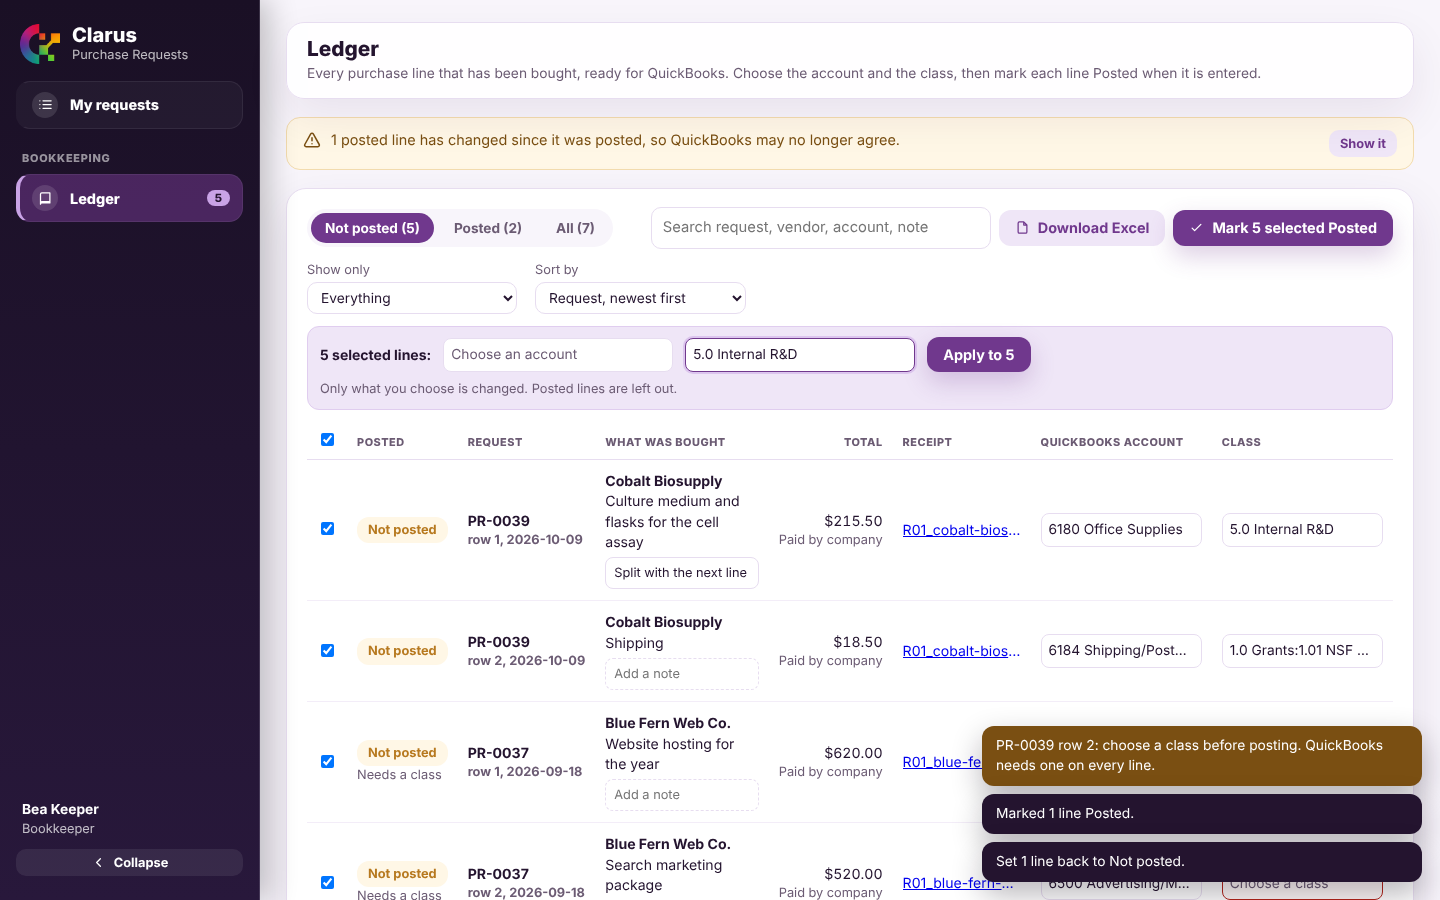 Clarus
Purchase Requests
My requests
BOOKKEEPING
Ledger 5
Bea Keeper
Bookkeeper
Collapse
Ledger
Every purchase line that has been bought, ready for QuickBooks. Choose the account and the class, then mark each line Posted when it is entered.
1 posted line has changed since it was posted, so QuickBooks may no longer agree. Show it
Not posted (5) Posted (2) All (7) Search request, vendor, account, note Download Excel Mark 5 selected Posted
Show only Sort by
Everything Request, newest first
5 selected lines: Choose an account 5.0 Internal R&D Apply to 5
Only what you choose is changed. Posted lines are left out.
POSTED REQUEST WHAT WAS BOUGHT TOTAL RECEIPT QUICKBOOKS ACCOUNT CLASS
Cobalt Biosupply
Culture medium and
flasks for the cell
assay
Split with the next line
Not posted PR-0039
row 1, 2026-10-09
$215.50
Paid by company
R01_cobalt-bios... 6180 Office Supplies 5.0 Internal R&D
Cobalt Biosupply
Shipping
Add a note
Not posted PR-0039
row 2, 2026-10-09
$18.50
Paid by company
R01_cobalt-bios... 6184 Shipping/Post... 1.0 Grants:1.01 NSF ...
Blue Fern Web Co.
Website hosting for
the year
Add a note
Not posted
Needs a class
PR-0037
row 1, 2026-09-18
$620.00
Paid by company
R01_blue-fe
Blue Fern Web Co.
Search marketing
package
Not posted
Needs a class
PR-0037
row 2, 2026-09-18
$520.00
Paid by company
R01_blue-fern-... 6500 Advertising/M... Choose a class
PR-0039 row 2: choose a class before posting. QuickBooks
needs one on every line.
Marked 1 line Posted.
Set 1 line back to Not posted.